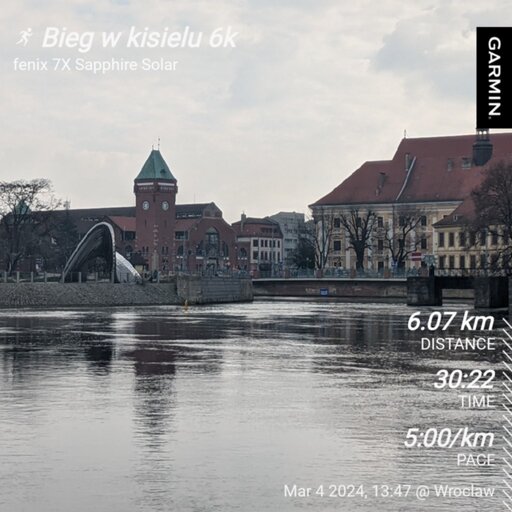 Bieg w kisielu 6k
fenix 7X Sapphire Solar
GARMIN.
6.07 km
DISTANCE
30:22
TIME
5:00/km
PACE
Mar 4 2024, 13:47 @ Wroclaw